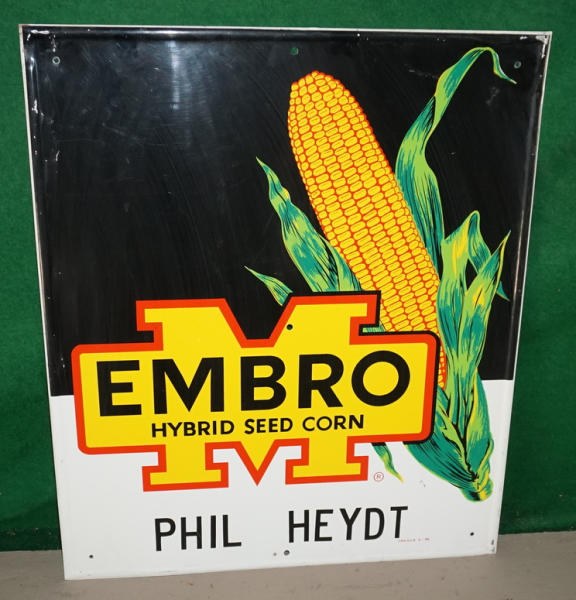 M
EMBRO
HYBRID SEED CORN
®
PHIL HEYDT